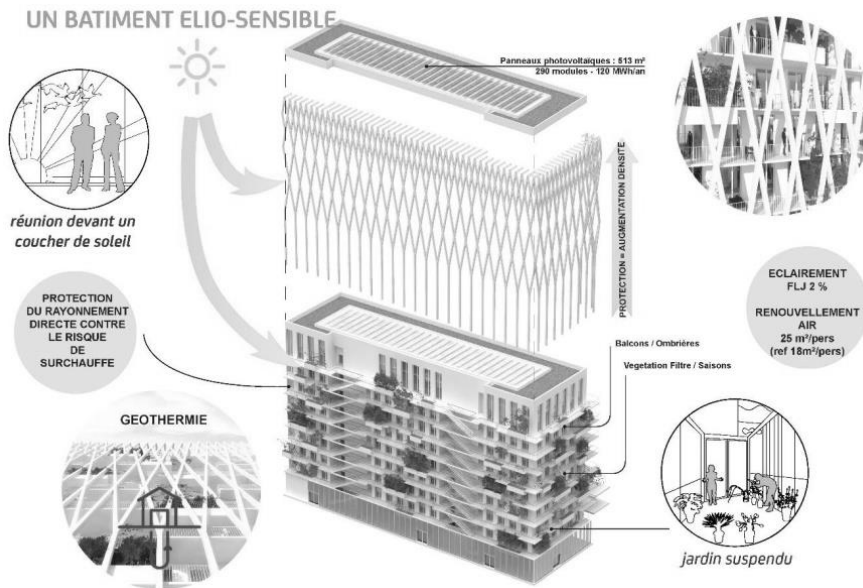 UN BATIMENT ELIO-SENSIBLE
Panneaux photovoltaïques : 513 m²
290 modules - 120 MWh/an
réunion devant un
coucher de soleil
PROTECTION = AUGMENTATION DENSITE
PROTECTION
DU RAYONNEMENT
DIRECTE CONTRE
LE RISQUE
DE
SURCHAUFFE
ECLAIREMENT
FLJ 2 %
RENOUVELLEMENT
AIR
25 m³/pers
(ref 18m³/pers)
Balcons / Ombrières
Vegetation Filtre / Saisons
GEOTHERMIE
jardin suspendu